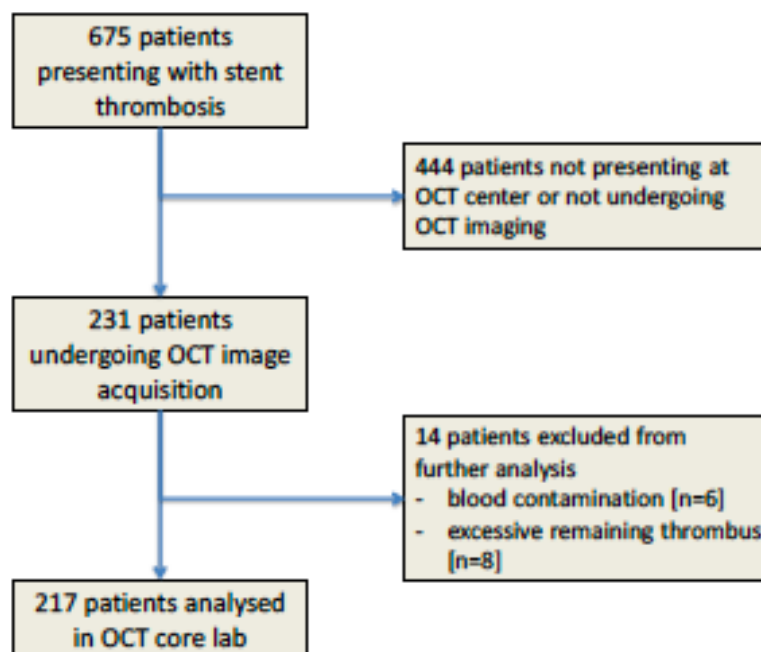 675 patients
presenting with stent
thrombosis
444 patients not presenting at
OCT center or not undergoing
OCT imaging
231 patients
undergoing OCT image
acquisition
14 patients excluded from
further analysis
- blood contamination [n=6]
- excessive remaining thrombus
[n=8]
217 patients analysed
in OCT core lab